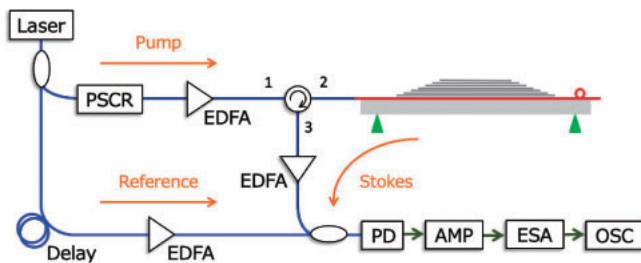 Laser
Pump
PSCR
EDFA
1
2
3
EDFA
Stokes
Reference
Delay
EDFA
PD
AMP
ESA
OSC